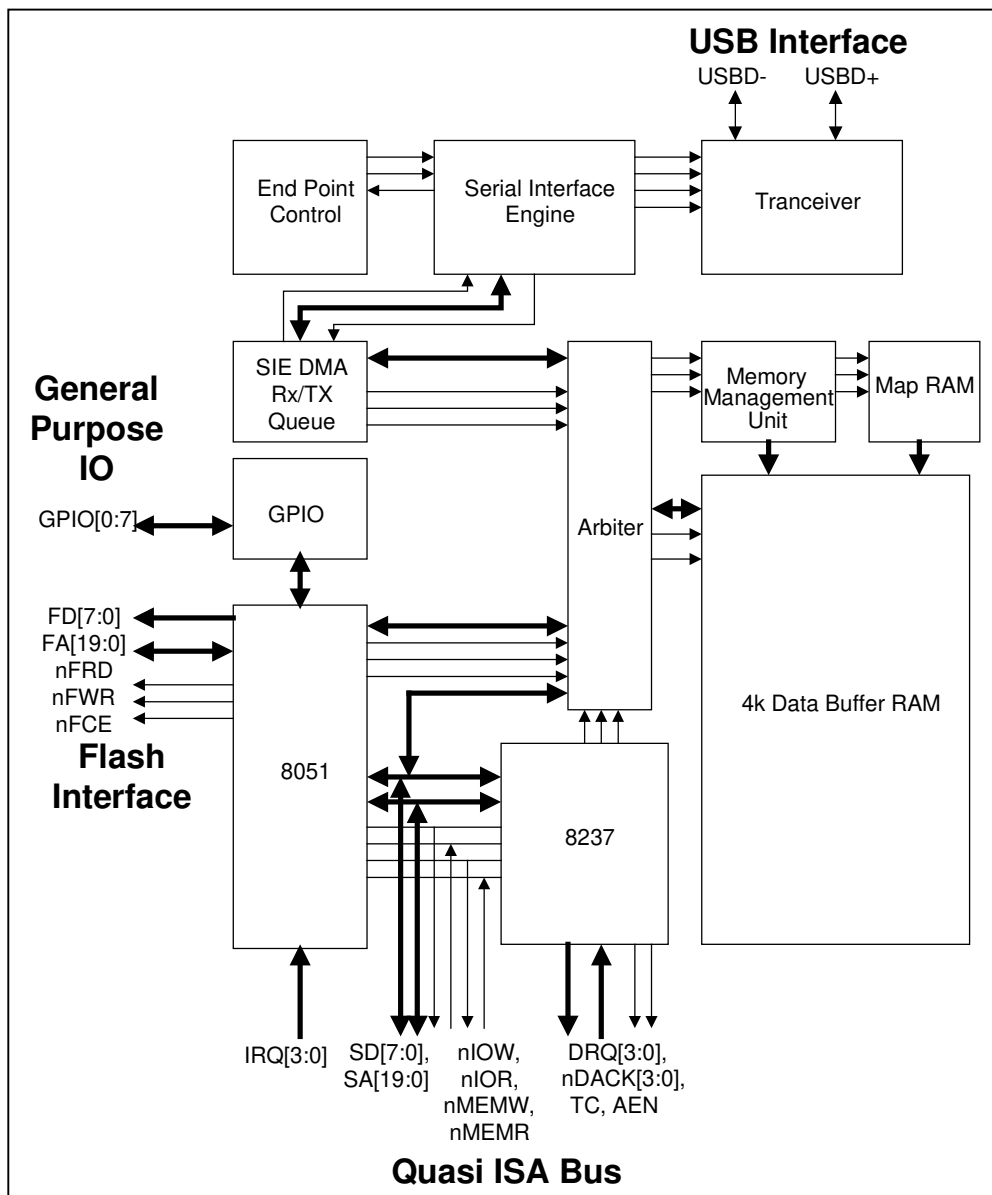 USB Interface
USBD- USBD+
End Point
Control
Serial Interface
Engine
Tranceiver
SIE DMA
Rx/TX
Queue
Memory
Management
Unit
Map RAM
General
Purpose
IO
GPIO[0:7]
GPIO
Arbiter
FD[7:0]
FA[19:0]
nFRD
nFWR
nFCE
Flash
Interface
8051
4k Data Buffer RAM
8237
IRQ[3:0]
SD[7:0],
SA[19:0]
nIOW,
nIOR,
nMEMW,
nMEMR
DRQ[3:0],
nDACK[3:0],
TC, AEN
Quasi ISA Bus